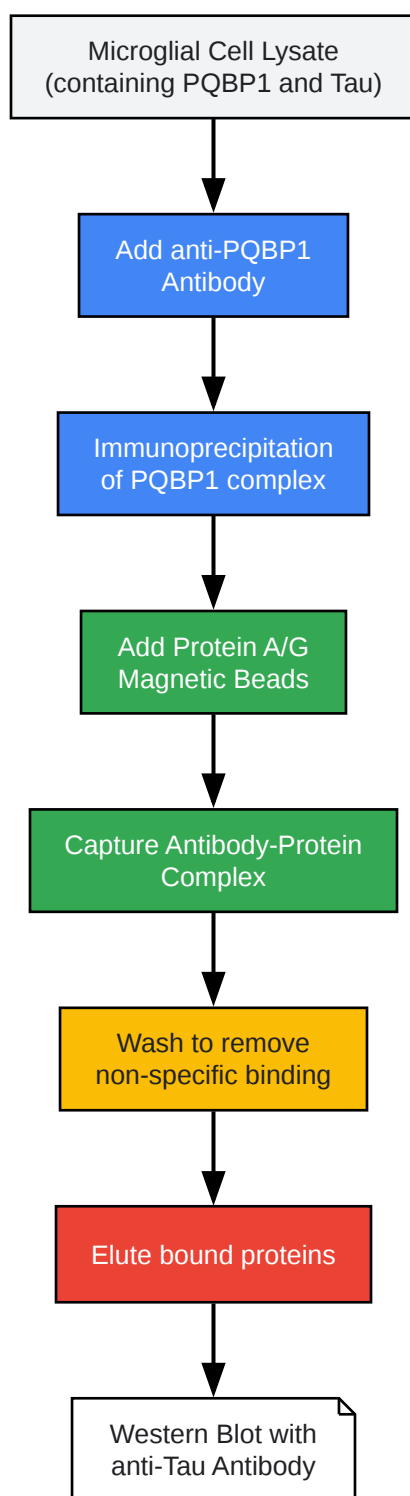 Microglial Cell Lysate
(containing PQBP1 and Tau)
Add anti-PQBP1
Antibody
Immunoprecipitation
of PQBP1 complex
Add Protein A/G
Magnetic Beads
Capture Antibody-Protein
Complex
Wash to remove
non-specific binding
Elute bound proteins
Western Blot with
anti-Tau Antibody